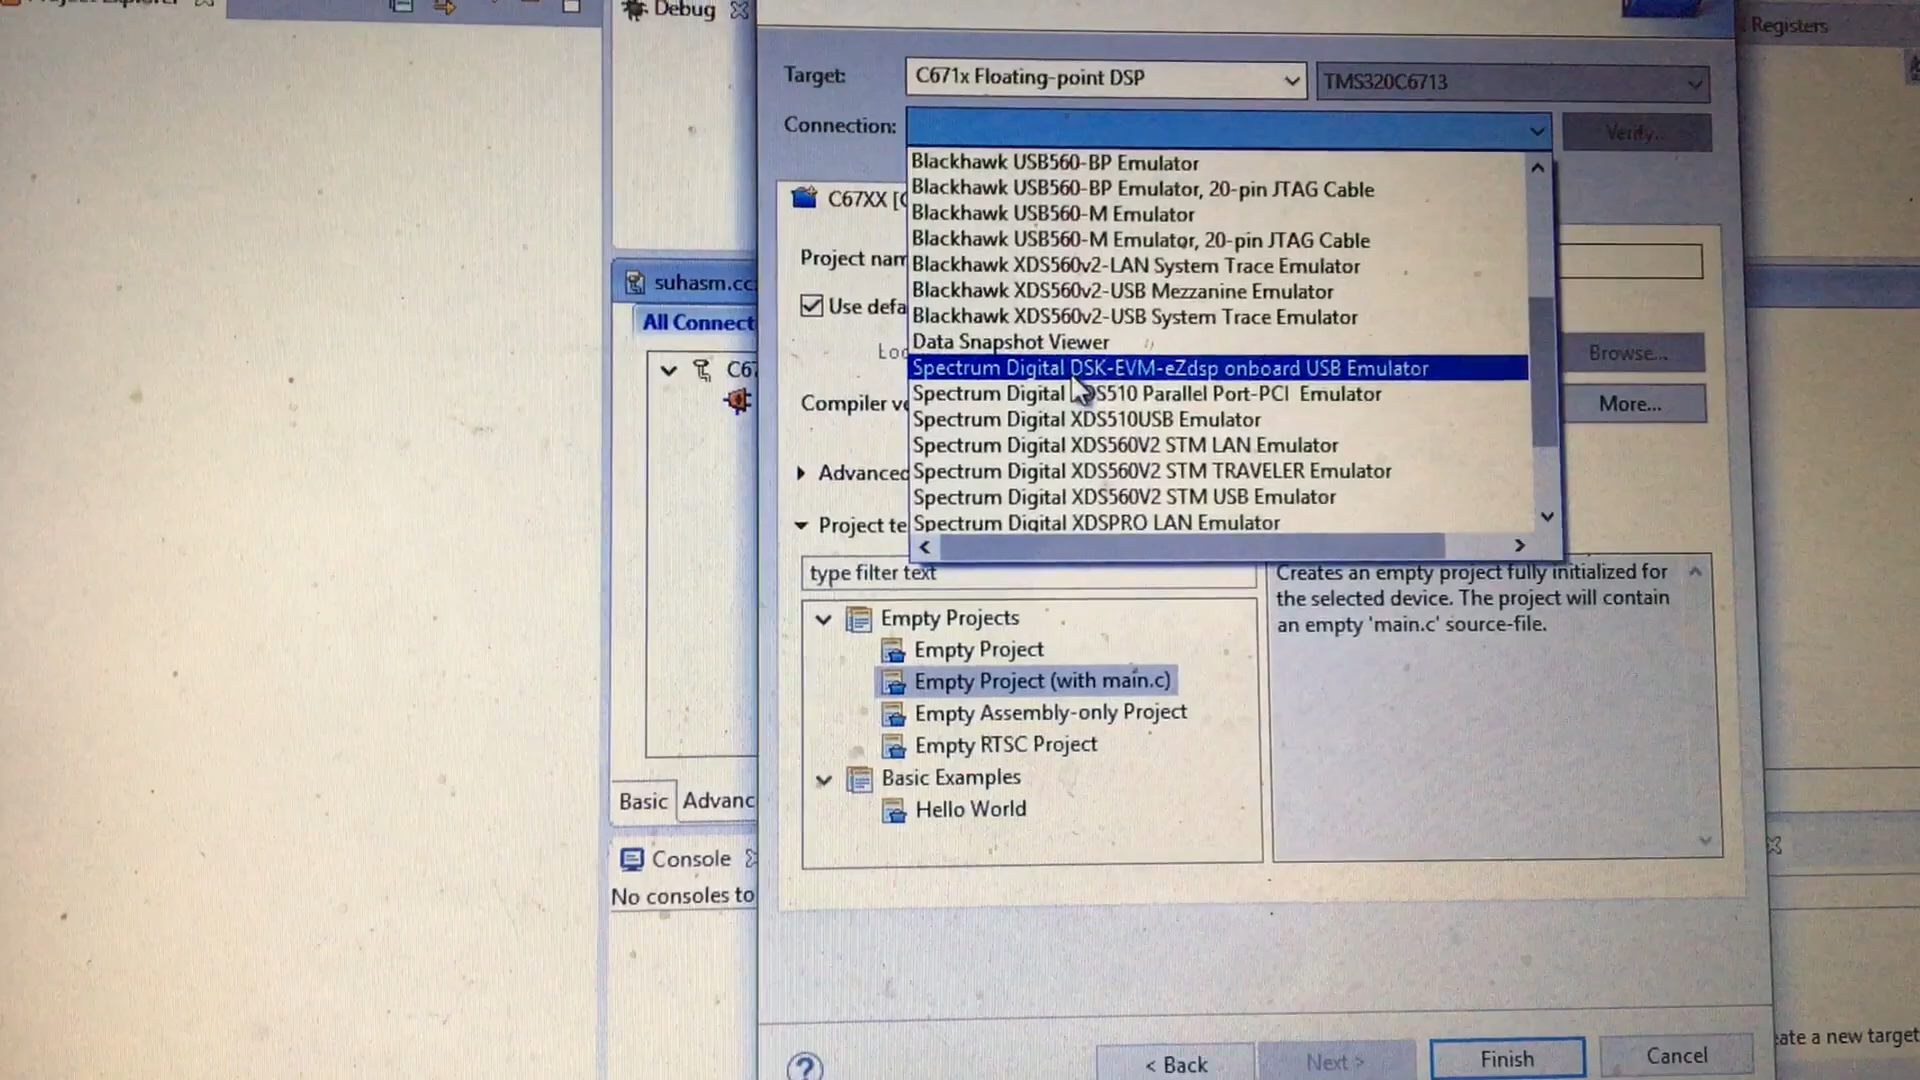 Debug
Registers
Target:
C671x Floating-point DSP
TMS320C6713
Connection:
Verify...
Blackhawk USB560-BP Emulator
Blackhawk USB560-BP Emulator, 20-pin JTAG Cable
Blackhawk USB560-M Emulator
Blackhawk USB560-M Emulator, 20-pin JTAG Cable
Blackhawk XDS560v2-LAN System Trace Emulator
Blackhawk XDS560v2-USB Mezzanine Emulator
Blackhawk XDS560v2-USB System Trace Emulator
Data Snapshot Viewer
Spectrum Digital DSK-EVM-eZdsp onboard USB Emulator
Spectrum Digital XDS510 Parallel Port-PCI Emulator
Spectrum Digital XDS510USB Emulator
Spectrum Digital XDS560V2 STM LAN Emulator
Spectrum Digital XDS560V2 STM TRAVELER Emulator
Spectrum Digital XDS560V2 STM USB Emulator
Spectrum Digital XDSPRO LAN Emulator
C67XX [C
Project nam
Use defa
Loc
Browse...
Compiler ve
More...
Advanced
Project te
type filter text
Empty Projects
Empty Project
Empty Project (with main.c)
Empty Assembly-only Project
Empty RTSC Project
Basic Examples
Hello World
Creates an empty project fully initialized for
the selected device. The project will contain
an empty 'main.c' source-file.
suhasm.cc
All Connect
C67
Basic
Advanc
Console
No consoles to
ate a new target
< Back
Next >
Finish
Cancel